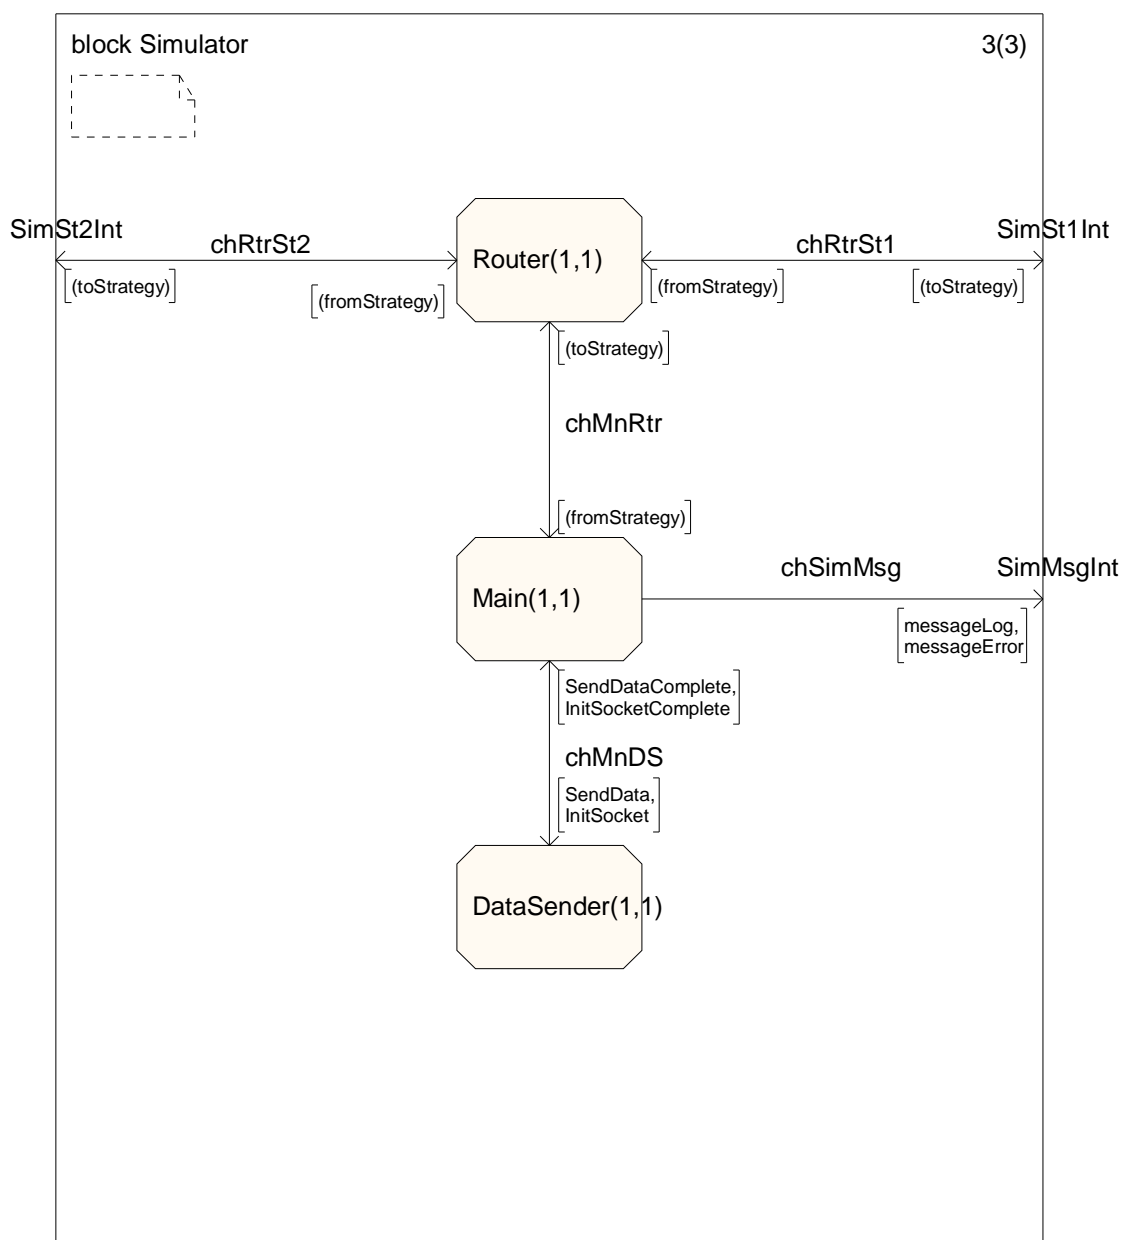 block Simulator
3(3)
SimSt2Int
chRtrSt2
Router(1,1)
chRtrSt1
SimSt1Int
[(toStrategy)]
[(fromStrategy)]
[(fromStrategy)]
[(toStrategy)]
[(toStrategy)]
chMnRtr
[(fromStrategy)]
Main(1,1)
chSimMsg
SimMsgInt
[messageLog,
messageError]
[SendDataComplete,
InitSocketComplete]
chMnDS
[SendData,
InitSocket]
DataSender(1,1)